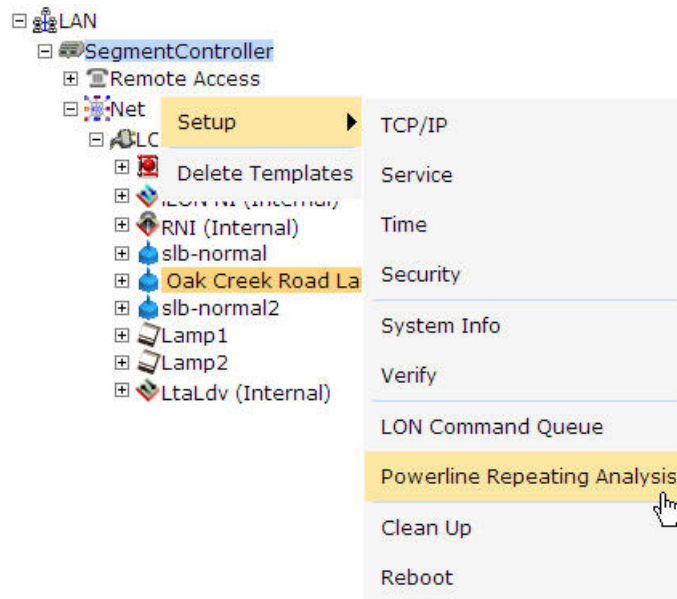 LAN
SegmentController
Remote Access
Net
Setup
TCP/IP
Delete Templates
Service
(Internal)
Time
RNI (Internal)
slb-normal
Security
Oak Creek Road La
slb-normal2
System Info
Lamp1
Lamp2
Verify
LtaLdv (Internal)
LON Command Queue
Powerline Repeating Analysis
Clean Up
Reboot